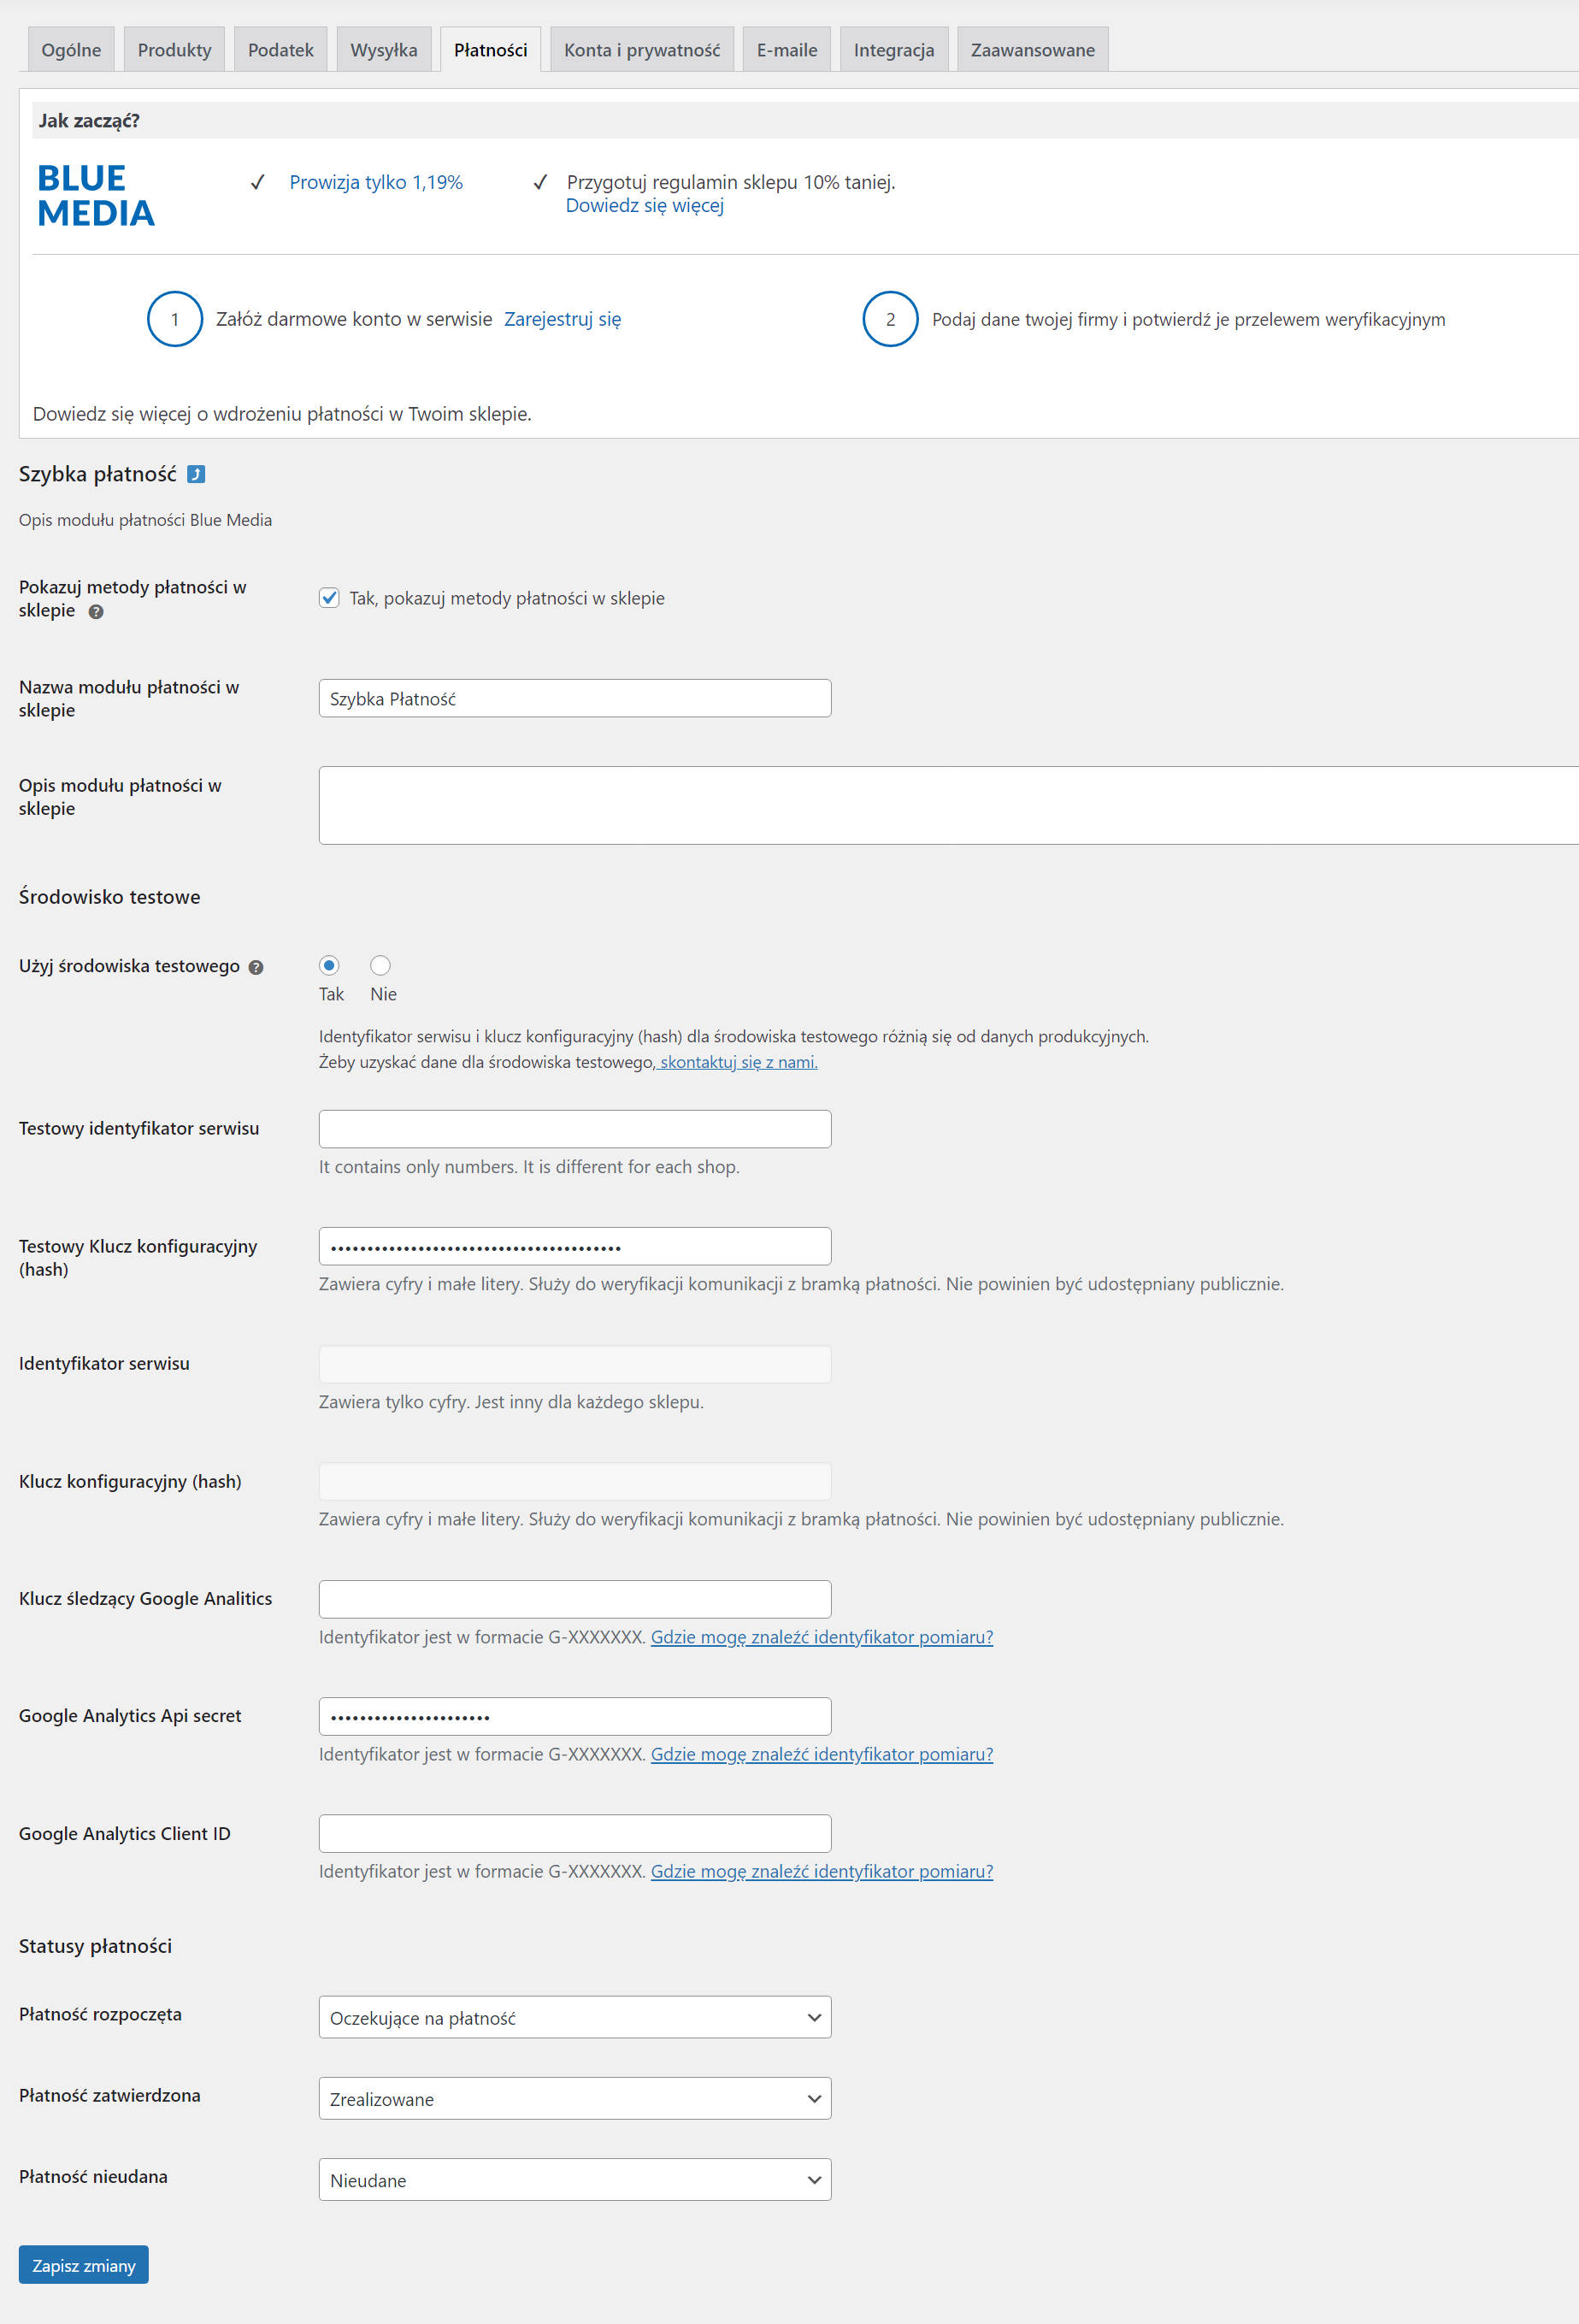 Ogólne Produkty Podatek Wysyłka Płatności Konta i prywatność E-maile Integracja Zaawansowane
Jak zacząć?
BLUE
MEDIA
✓ Prowizja tylko 1,19%
✓ Przygotuj regulamin sklepu 10% taniej.
Dowiedz się więcej
1 Załóż darmowe konto w serwisie Zarejestruj się
2 Podaj dane twojej firmy i potwierdź je przelewem weryfikacyjnym
Dowiedz się więcej o wdrożeniu płatności w Twoim sklepie.
Szybka płatność
Opis modułu płatności Blue Media
Pokazuj metody płatności w
sklepie ?
Tak, pokazuj metody płatności w sklepie
Nazwa modułu płatności w
sklepie
Szybka Płatność
Opis modułu płatności w
sklepie
Środowisko testowe
Użyj środowiska testowego ?
Tak Nie
Identyfikator serwisu i klucz konfiguracyjny (hash) dla środowiska testowego różnią się od danych produkcyjnych.
Żeby uzyskać dane dla środowiska testowego, skontaktuj się z nami.
Testowy identyfikator serwisu
It contains only numbers. It is different for each shop.
Testowy Klucz konfiguracyjny
(hash)
Zawiera cyfry i małe litery. Służy do weryfikacji komunikacji z bramką płatności. Nie powinien być udostępniany publicznie.
Identyfikator serwisu
Zawiera tylko cyfry. Jest inny dla każdego sklepu.
Klucz konfiguracyjny (hash)
Zawiera cyfry i małe litery. Służy do weryfikacji komunikacji z bramką płatności. Nie powinien być udostępniany publicznie.
Klucz śledzący Google Analitics
Identyfikator jest w formacie G-XXXXXXX. Gdzie mogę znaleźć identyfikator pomiaru?
Google Analytics Api secret
Identyfikator jest w formacie G-XXXXXXX. Gdzie mogę znaleźć identyfikator pomiaru?
Google Analytics Client ID
Identyfikator jest w formacie G-XXXXXXX. Gdzie mogę znaleźć identyfikator pomiaru?
Statusy płatności
Płatność rozpoczęta
Oczekujące na płatność
Płatność zatwierdzona
Zrealizowane
Płatność nieudana
Nieudane
Zapisz zmiany